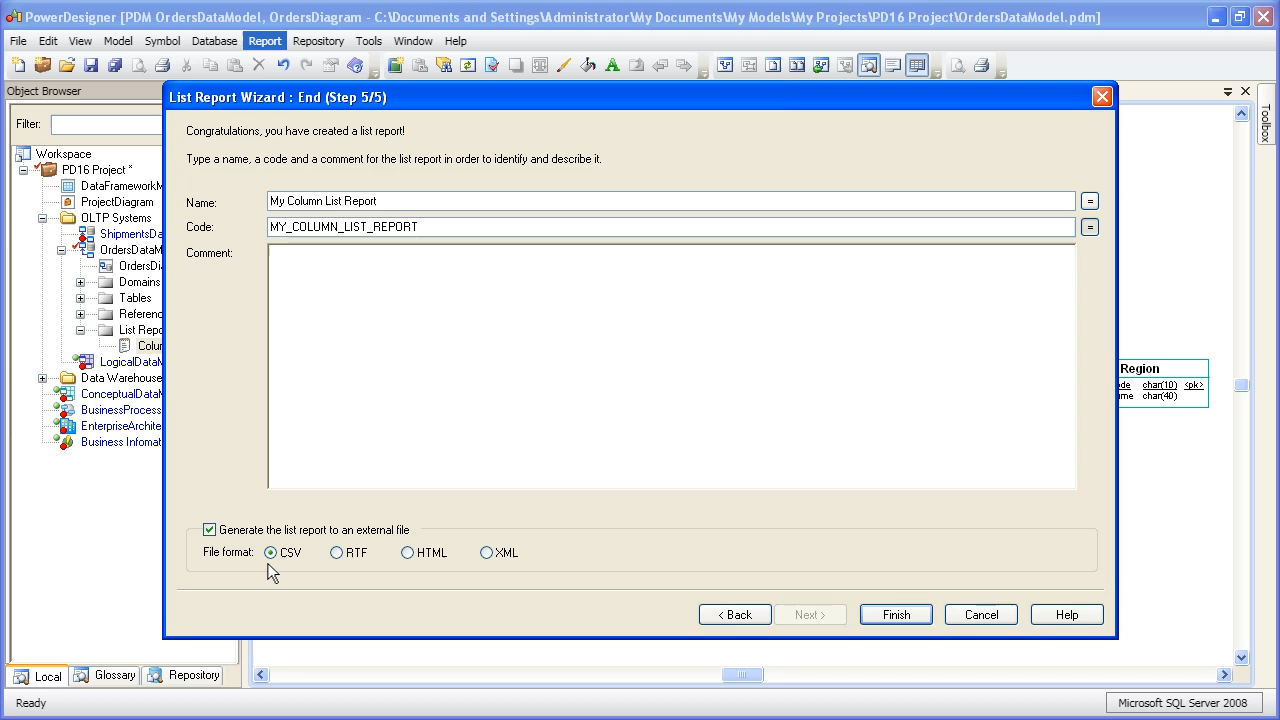 PowerDesigner [PDM OrdersDataModel, OrdersDiagram - C:\Documents and Settings\Administrator\My Documents\My Models\My Projects\PD16 Project\OrdersDataModel.pdm]
File Edit View Model Symbol Database Report Repository Tools Window Help
Object Browser
Filter:
Workspace
PD16 Project *
DataFrameworkM
ProjectDiagram
OLTP Systems
ShipmentsDa
OrdersDataM
OrdersDia
Domains
Tables
Referenc
List Repo
Colu
LogicalDataM
Data Warehouse
ConceptualDataM
BusinessProcess
EnterpriseArchite
Business Infomat
Local Glossary Repository
Toolbox
List Report Wizard : End (Step 5/5)
Congratulations, you have created a list report!
Type a name, a code and a comment for the list report in order to identify and describe it.
Name: My Column List Report =
Code: MY_COLUMN_LIST_REPORT =
Comment:
Generate the list report to an external file
File format: CSV RTF HTML XML
< Back Next > Finish Cancel Help
Region
ode char(10) <pk>
ame char(40)
Ready
Microsoft SQL Server 2008